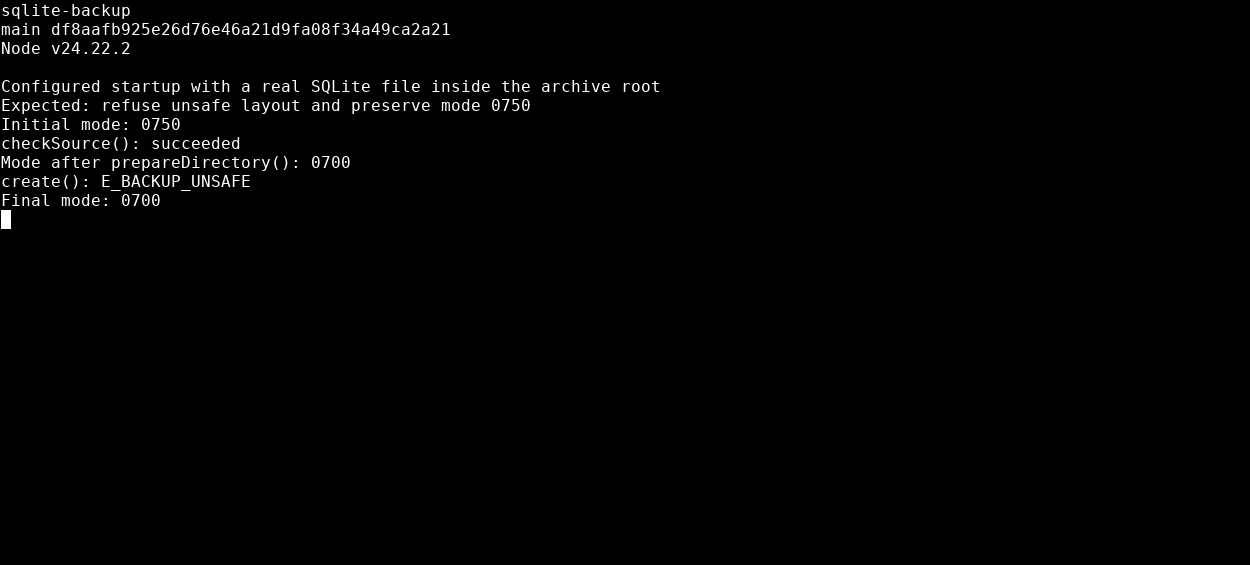 sqlite-backup
main df8aafb925e26d76e46a21d9fa08f34a49ca2a21
Node v24.22.2
Configured startup with a real SQLite file inside the archive root
Expected: refuse unsafe layout and preserve mode 0750
Initial mode: 0750
checkSource(): succeeded
Mode after prepareDirectory(): 0700
create(): E_BACKUP_UNSAFE
Final mode: 0700